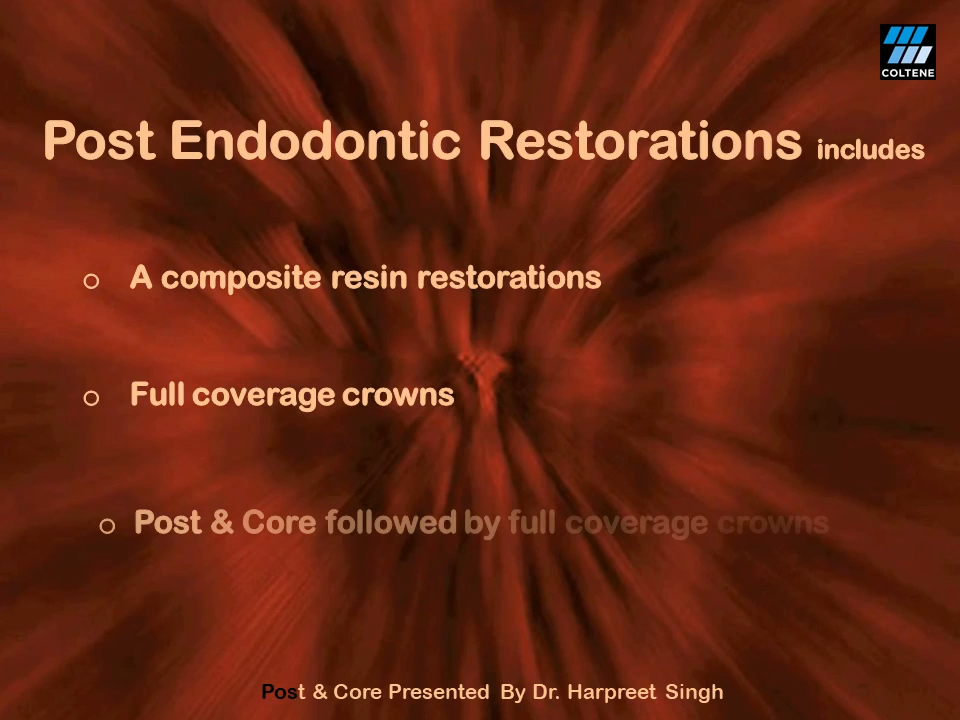 COLTENE
Post Endodontic Restorations includes
o A composite resin restorations
o Full coverage crowns
o Post & Core followed by full coverage crowns
Post & Core Presented By Dr. Harpreet Singh